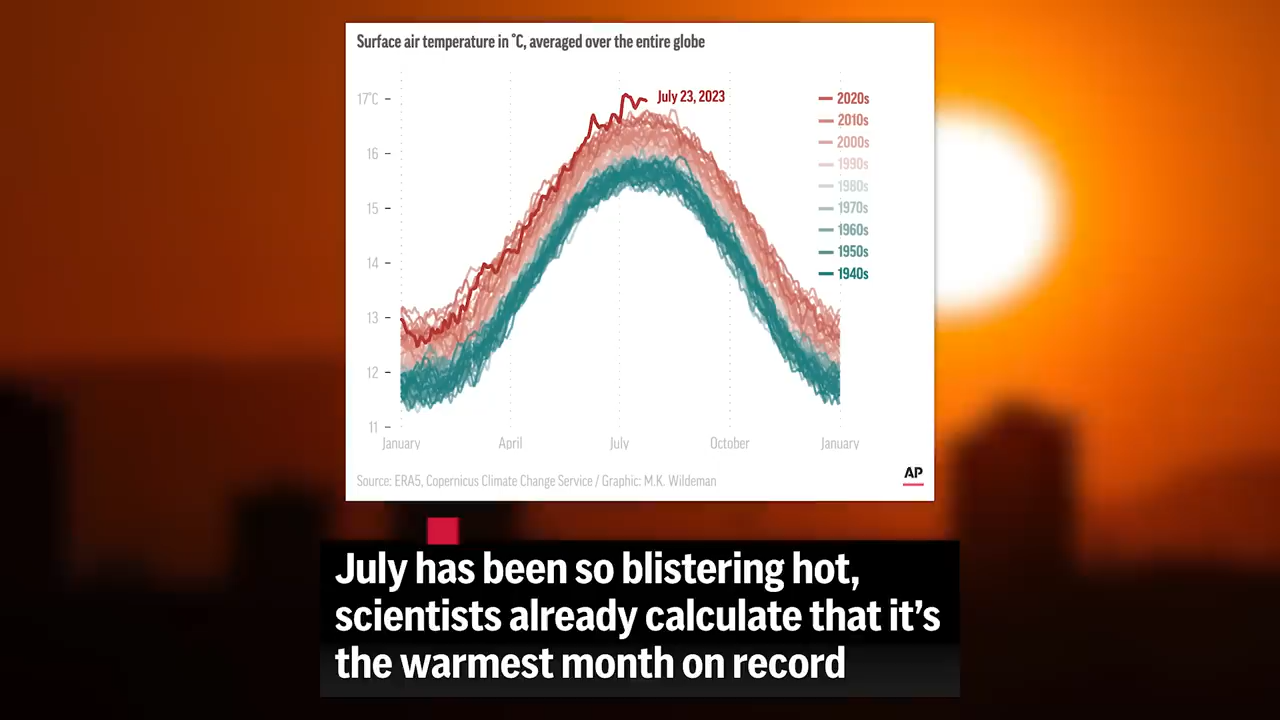 Surface air temperature in °C, averaged over the entire globe
17°C
July 23, 2023
2020s
2010s
2000s
16
1990s
1980s
15
1970s
1960s
1950s
14
1940s
13
12
11
January April July October January
Source: ERA5, Copernicus Climate Change Service / Graphic: M.K. Wildeman
AP
July has been so blistering hot,
scientists already calculate that it's
the warmest month on record